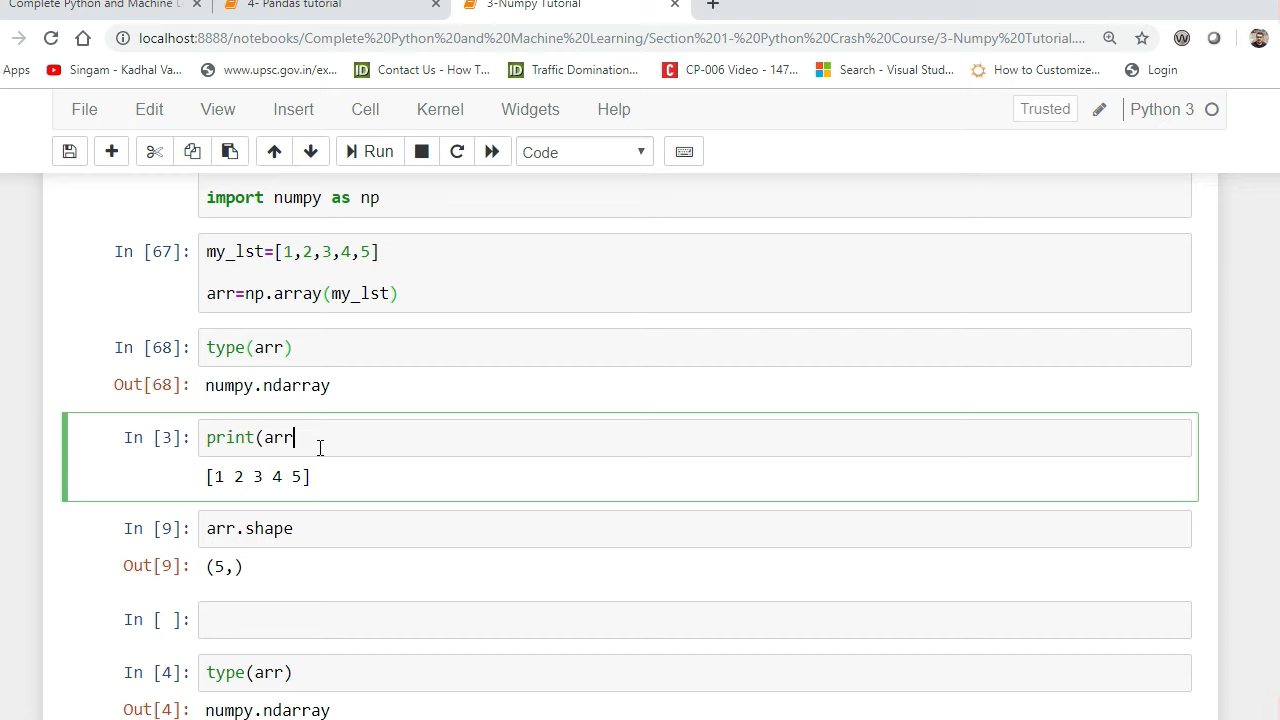 Complete Python and Machine L
4- Pandas tutorial
3-Numpy Tutorial
localhost:8888/notebooks/Complete%20Python%20and%20Machine%20Learning/Section%201-%20Python%20Crash%20Course/3-Numpy%20Tutorial....
Apps
Singam - Kadhal Va...
www.upsc.gov.in/ex...
Contact Us - How T...
Traffic Domination...
CP-006 Video - 147...
Search - Visual Stud...
How to Customize...
Login
File Edit View Insert Cell Kernel Widgets Help
Trusted
Python 3
Run
Code
import numpy as np
In [67]: my_lst=[1,2,3,4,5]
arr=np.array(my_lst)
In [68]: type(arr)
Out[68]: numpy.ndarray
In [3]: print(arr
[1 2 3 4 5]
In [9]: arr.shape
Out[9]: (5,)
In [ ]:
In [4]: type(arr)
Out[4]: numpy.ndarray